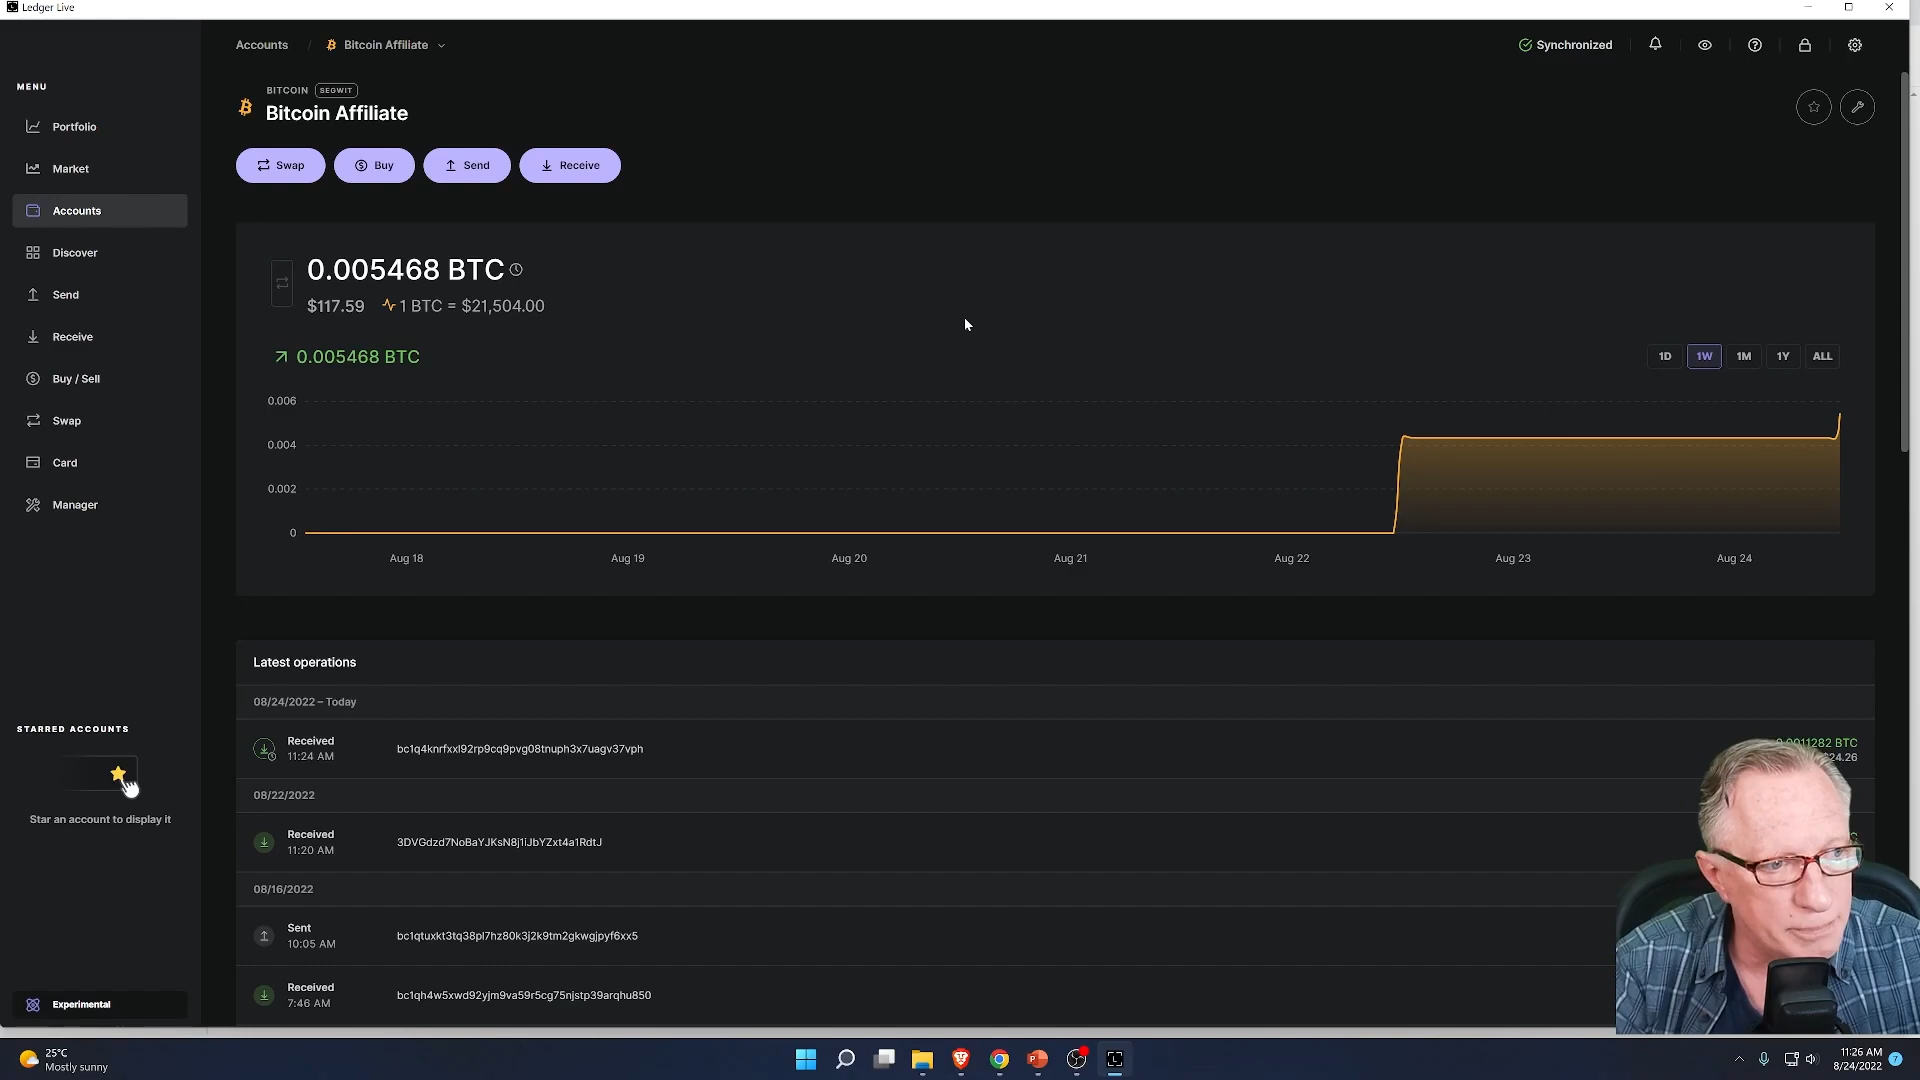 Ledger Live
Accounts / Bitcoin Affiliate
Synchronized
MENU
Portfolio
Market
Accounts
Discover
Send
Receive
Buy / Sell
Swap
Card
Manager
STARRED ACCOUNTS
Star an account to display it
Experimental
BITCOIN SEGWIT
Bitcoin Affiliate
Swap Buy Send Receive
0.005468 BTC
$117.59 1 BTC = $21,504.00
0.005468 BTC
1D 1W 1M 1Y ALL
0.006
0.004
0.002
0
Aug 18 Aug 19 Aug 20 Aug 21 Aug 22 Aug 23 Aug 24
Latest operations
08/24/2022 – Today
Received
11:24 AM
bc1q4knrfxxl92rp9cq9pvg08tnuph3x7uagv37vph
0.0011282 BTC
$24.26
08/22/2022
Received
11:20 AM
3DVGdzd7NoBaYJKsN8j1iJbYZxt4a1RdtJ
08/16/2022
Sent
10:05 AM
bc1qtuxkt3tq38pl7hz80k3j2k9tm2gkwgjpyf6xx5
Received
7:46 AM
bc1qh4w5xwd92yjm9va59r5cg75njstp39arqhu850
25°C
Mostly sunny
11:26 AM
8/24/2022
7